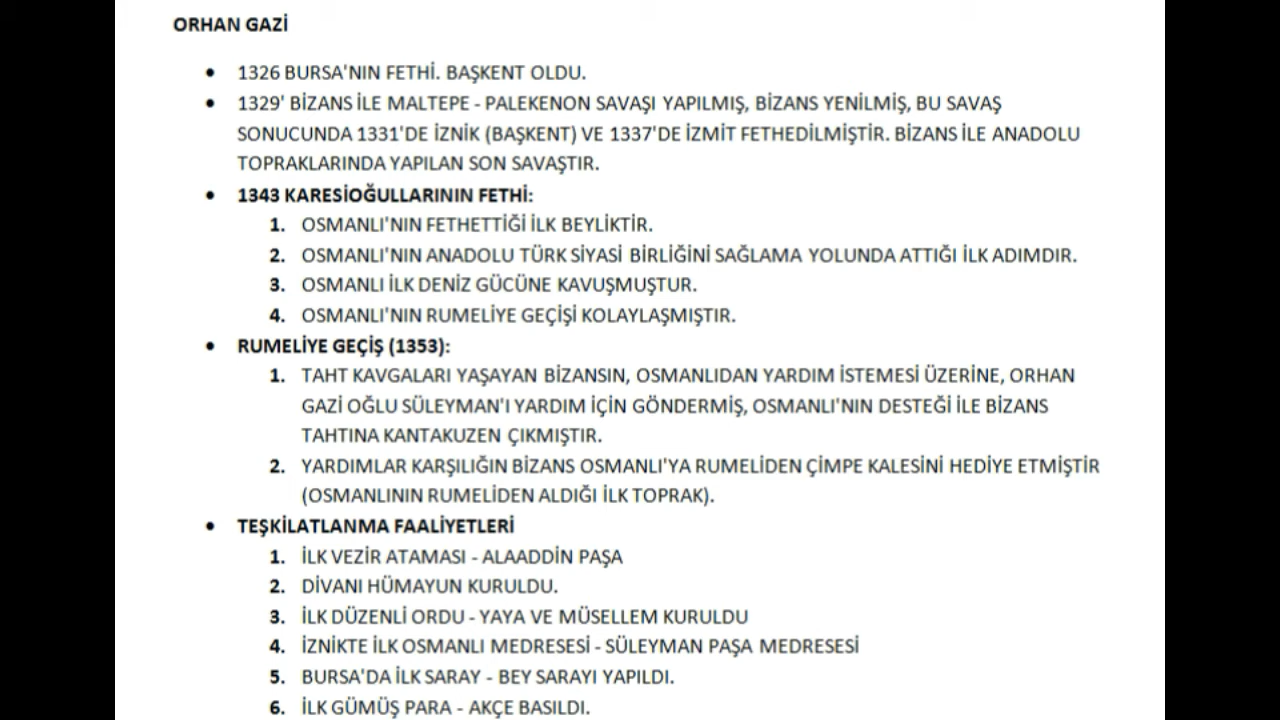 ORHAN GAZİ
• 1326 BURSA'NIN FETHİ. BAŞKENT OLDU.
• 1329' BİZANS İLE MALTEPE - PALEKENON SAVAŞI YAPILMIŞ, BİZANS YENİLMİŞ, BU SAVAŞ
SONUCUNDA 1331'DE İZNİK (BAŞKENT) VE 1337'DE İZMİT FETHEDİLMİŞTİR. BİZANS İLE ANADOLU
TOPRAKLARINDA YAPILAN SON SAVAŞTIR.
• 1343 KARESİOĞULLARININ FETHİ:
1. OSMANLI'NIN FETHETTİĞİ İLK BEYLİKTİR.
2. OSMANLI'NIN ANADOLU TÜRK SİYASİ BİRLİĞİNİ SAĞLAMA YOLUNDA ATTIĞI İLK ADIMDIR.
3. OSMANLI İLK DENİZ GÜCÜNE KAVUŞMUŞTUR.
4. OSMANLI'NIN RUMELİYE GEÇİŞİ KOLAYLAŞMIŞTIR.
• RUMELİYE GEÇİŞ (1353):
1. TAHT KAVGALARI YAŞAYAN BİZANSIN, OSMANLIDAN YARDIM İSTEMESİ ÜZERİNE, ORHAN
GAZİ OĞLU SÜLEYMAN'I YARDIM İÇİN GÖNDERMİŞ, OSMANLI'NIN DESTEĞİ İLE BİZANS
TAHTINA KANTAKUZEN ÇIKMIŞTIR.
2. YARDIMLAR KARŞILIĞIN BİZANS OSMANLI'YA RUMELİDEN ÇİMPE KALESİNİ HEDİYE ETMİŞTİR
(OSMANLININ RUMELİDEN ALDIĞI İLK TOPRAK).
• TEŞKİLATLANMA FAALİYETLERİ
1. İLK VEZİR ATAMASI - ALAADDİN PAŞA
2. DİVANI HÜMAYUN KURULDU.
3. İLK DÜZENLİ ORDU - YAYA VE MÜSELLEM KURULDU
4. İZNİKTE İLK OSMANLI MEDRESESİ - SÜLEYMAN PAŞA MEDRESESİ
5. BURSA'DA İLK SARAY - BEY SARAYI YAPILDI.
6. İLK GÜMÜŞ PARA - AKÇE BASILDI.